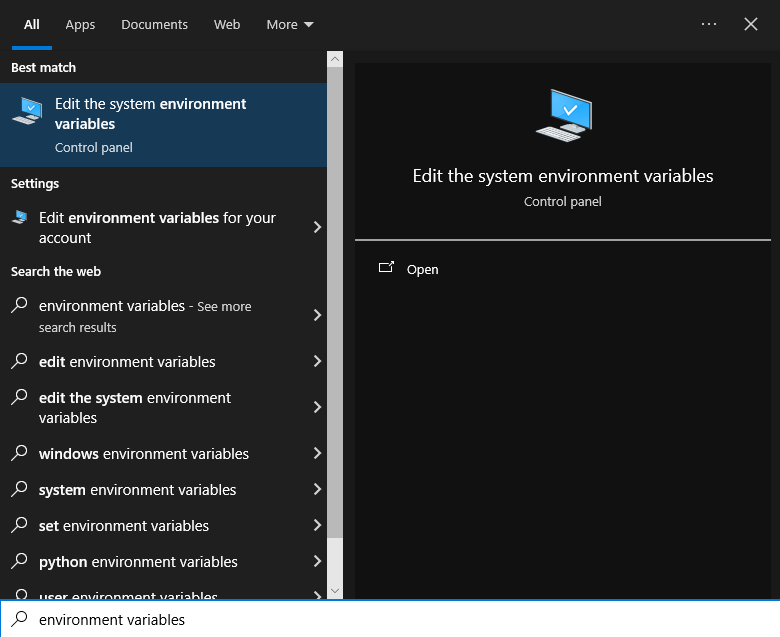 All Apps Documents Web More
Best match
Edit the system environment
variables
Control panel
Settings
Edit environment variables for your
account
Search the web
environment variables - See more
search results
edit environment variables
edit the system environment
variables
windows environment variables
system environment variables
set environment variables
python environment variables
user environment variables
environment variables
Edit the system environment variables
Control panel
Open